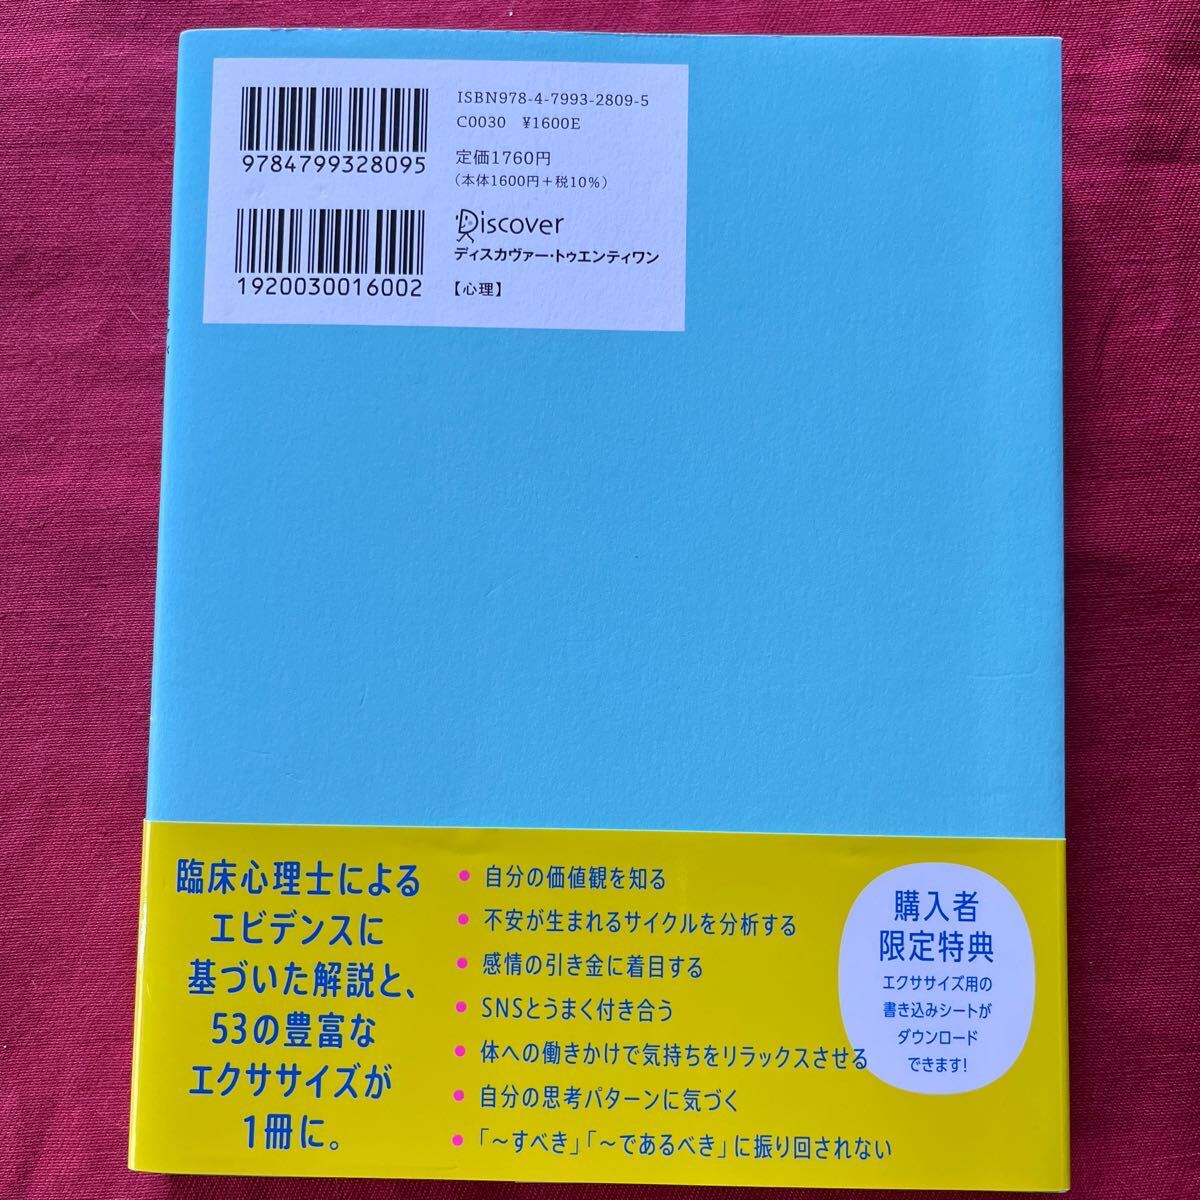 ISBN978-4-7993-2809-5
C0030 ¥1600E
9784799328095
定価1760円
(本体1600円＋税10%)
Discover
ディスカヴァー・トゥエンティワン
1920030016002
【心理】
臨床心理士による
エビデンスに
基づいた解説と、
53の豊富な
エクササイズが
1冊に。
• 自分の価値観を知る
• 不安が生まれるサイクルを分析する
• 感情の引き金に着目する
• SNSとうまく付き合う
• 体への働きかけで気持ちをリラックスさせる
• 自分の思考パターンに気づく
• 「～すべき」「～であるべき」に振り回されない
購入者
限定特典
エクササイズ用の
書き込みシートが
ダウンロード
できます!